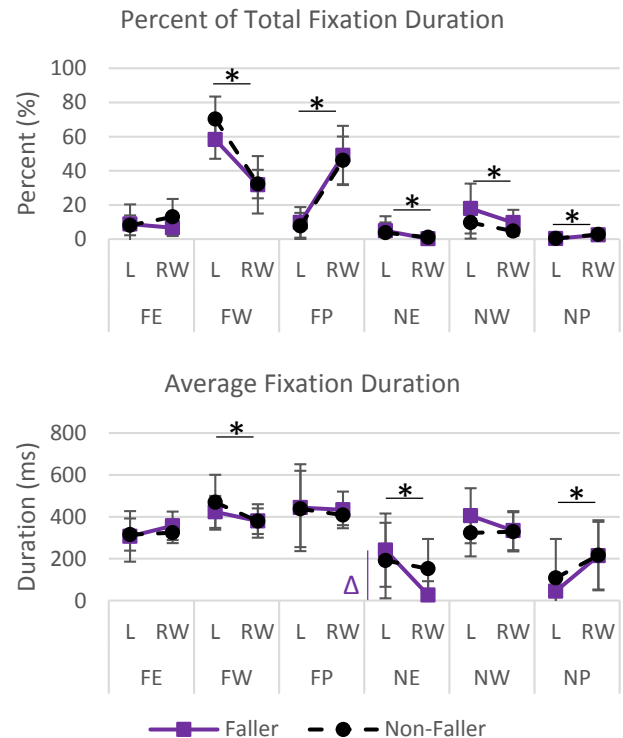 Percent of Total Fixation Duration
Percent (%)
100
80
60
40
20
0
* * * * *
L RW L RW L RW L RW L RW L RW
FE FW FP NE NW NP
Average Fixation Duration
Duration (ms)
800
600
400
200
0
* * *
Δ
L RW L RW L RW L RW L RW L RW
FE FW FP NE NW NP
Faller Non-Faller